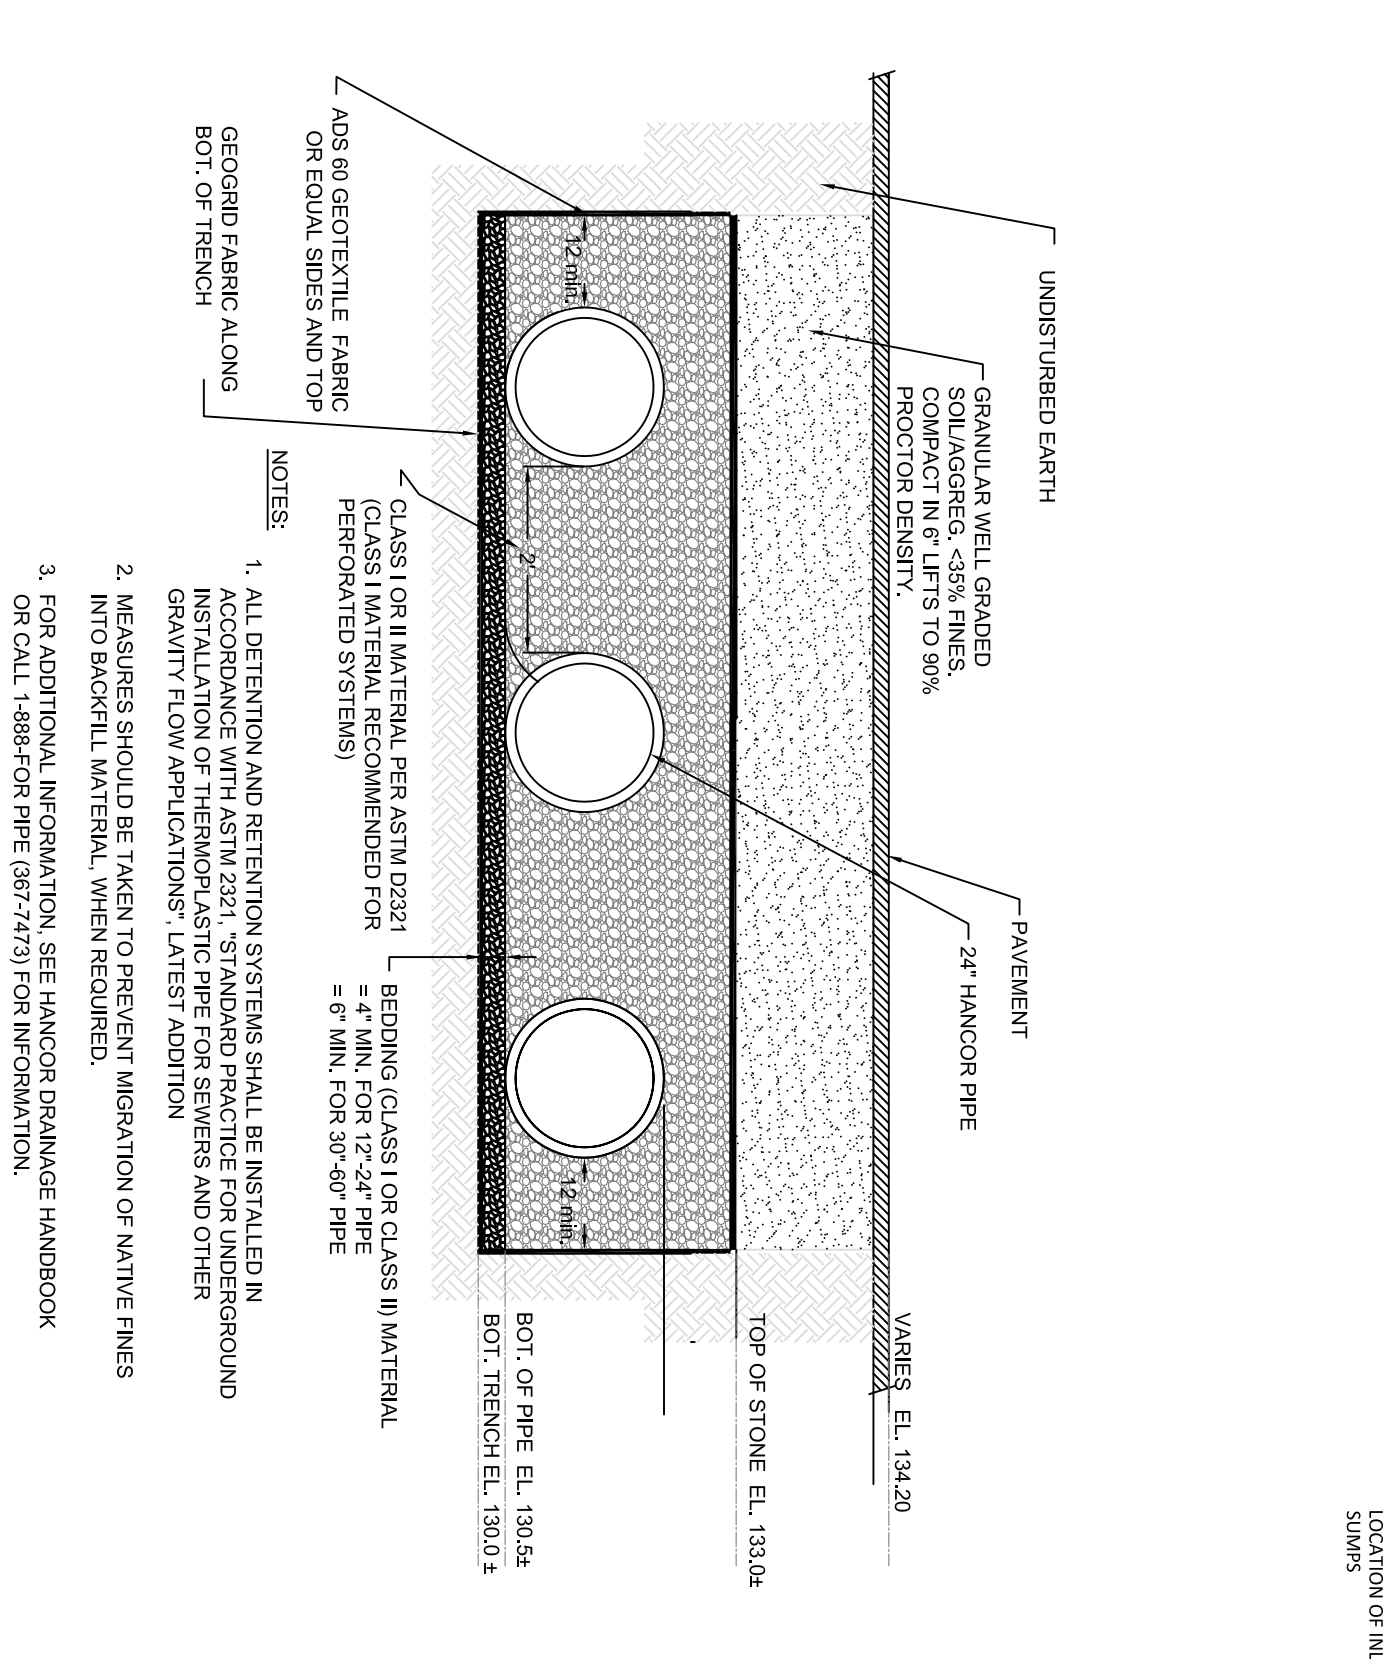 UNDISTURBED EARTH
GRANULAR WELL GRADED
SOIL/AGGREG. <35% FINES.
COMPACT IN 6" LIFTS TO 90%
PROCTOR DENSITY.
PAVEMENT
24" HANCOR PIPE
VARIES EL. 134.20
TOP OF STONE EL. 133.0±
BOT. OF PIPE EL. 130.5±
BOT. TRENCH EL. 130.0 ±
12 min.
2'
12 min.
ADS 60 GEOTEXTILE FABRIC
OR EQUAL SIDES AND TOP
GEOGRID FABRIC ALONG
BOT. OF TRENCH
CLASS I OR II MATERIAL PER ASTM D2321
(CLASS I MATERIAL RECOMMENDED FOR
PERFORATED SYSTEMS)
BEDDING (CLASS I OR CLASS II) MATERIAL
= 4" MIN. FOR 12"-24" PIPE
= 6" MIN. FOR 30"-60" PIPE
NOTES:
1. ALL DETENTION AND RETENTION SYSTEMS SHALL BE INSTALLED IN
ACCORDANCE WITH ASTM 2321, "STANDARD PRACTICE FOR UNDERGROUND
INSTALLATION OF THERMOPLASTIC PIPE FOR SEWERS AND OTHER
GRAVITY FLOW APPLICATIONS", LATEST ADDITION
2. MEASURES SHOULD BE TAKEN TO PREVENT MIGRATION OF NATIVE FINES
INTO BACKFILL MATERIAL, WHEN REQUIRED.
3. FOR ADDITIONAL INFORMATION, SEE HANCOR DRAINAGE HANDBOOK
OR CALL 1-888-FOR PIPE (367-7473) FOR INFORMATION.
LOCATION OF
SUMPS